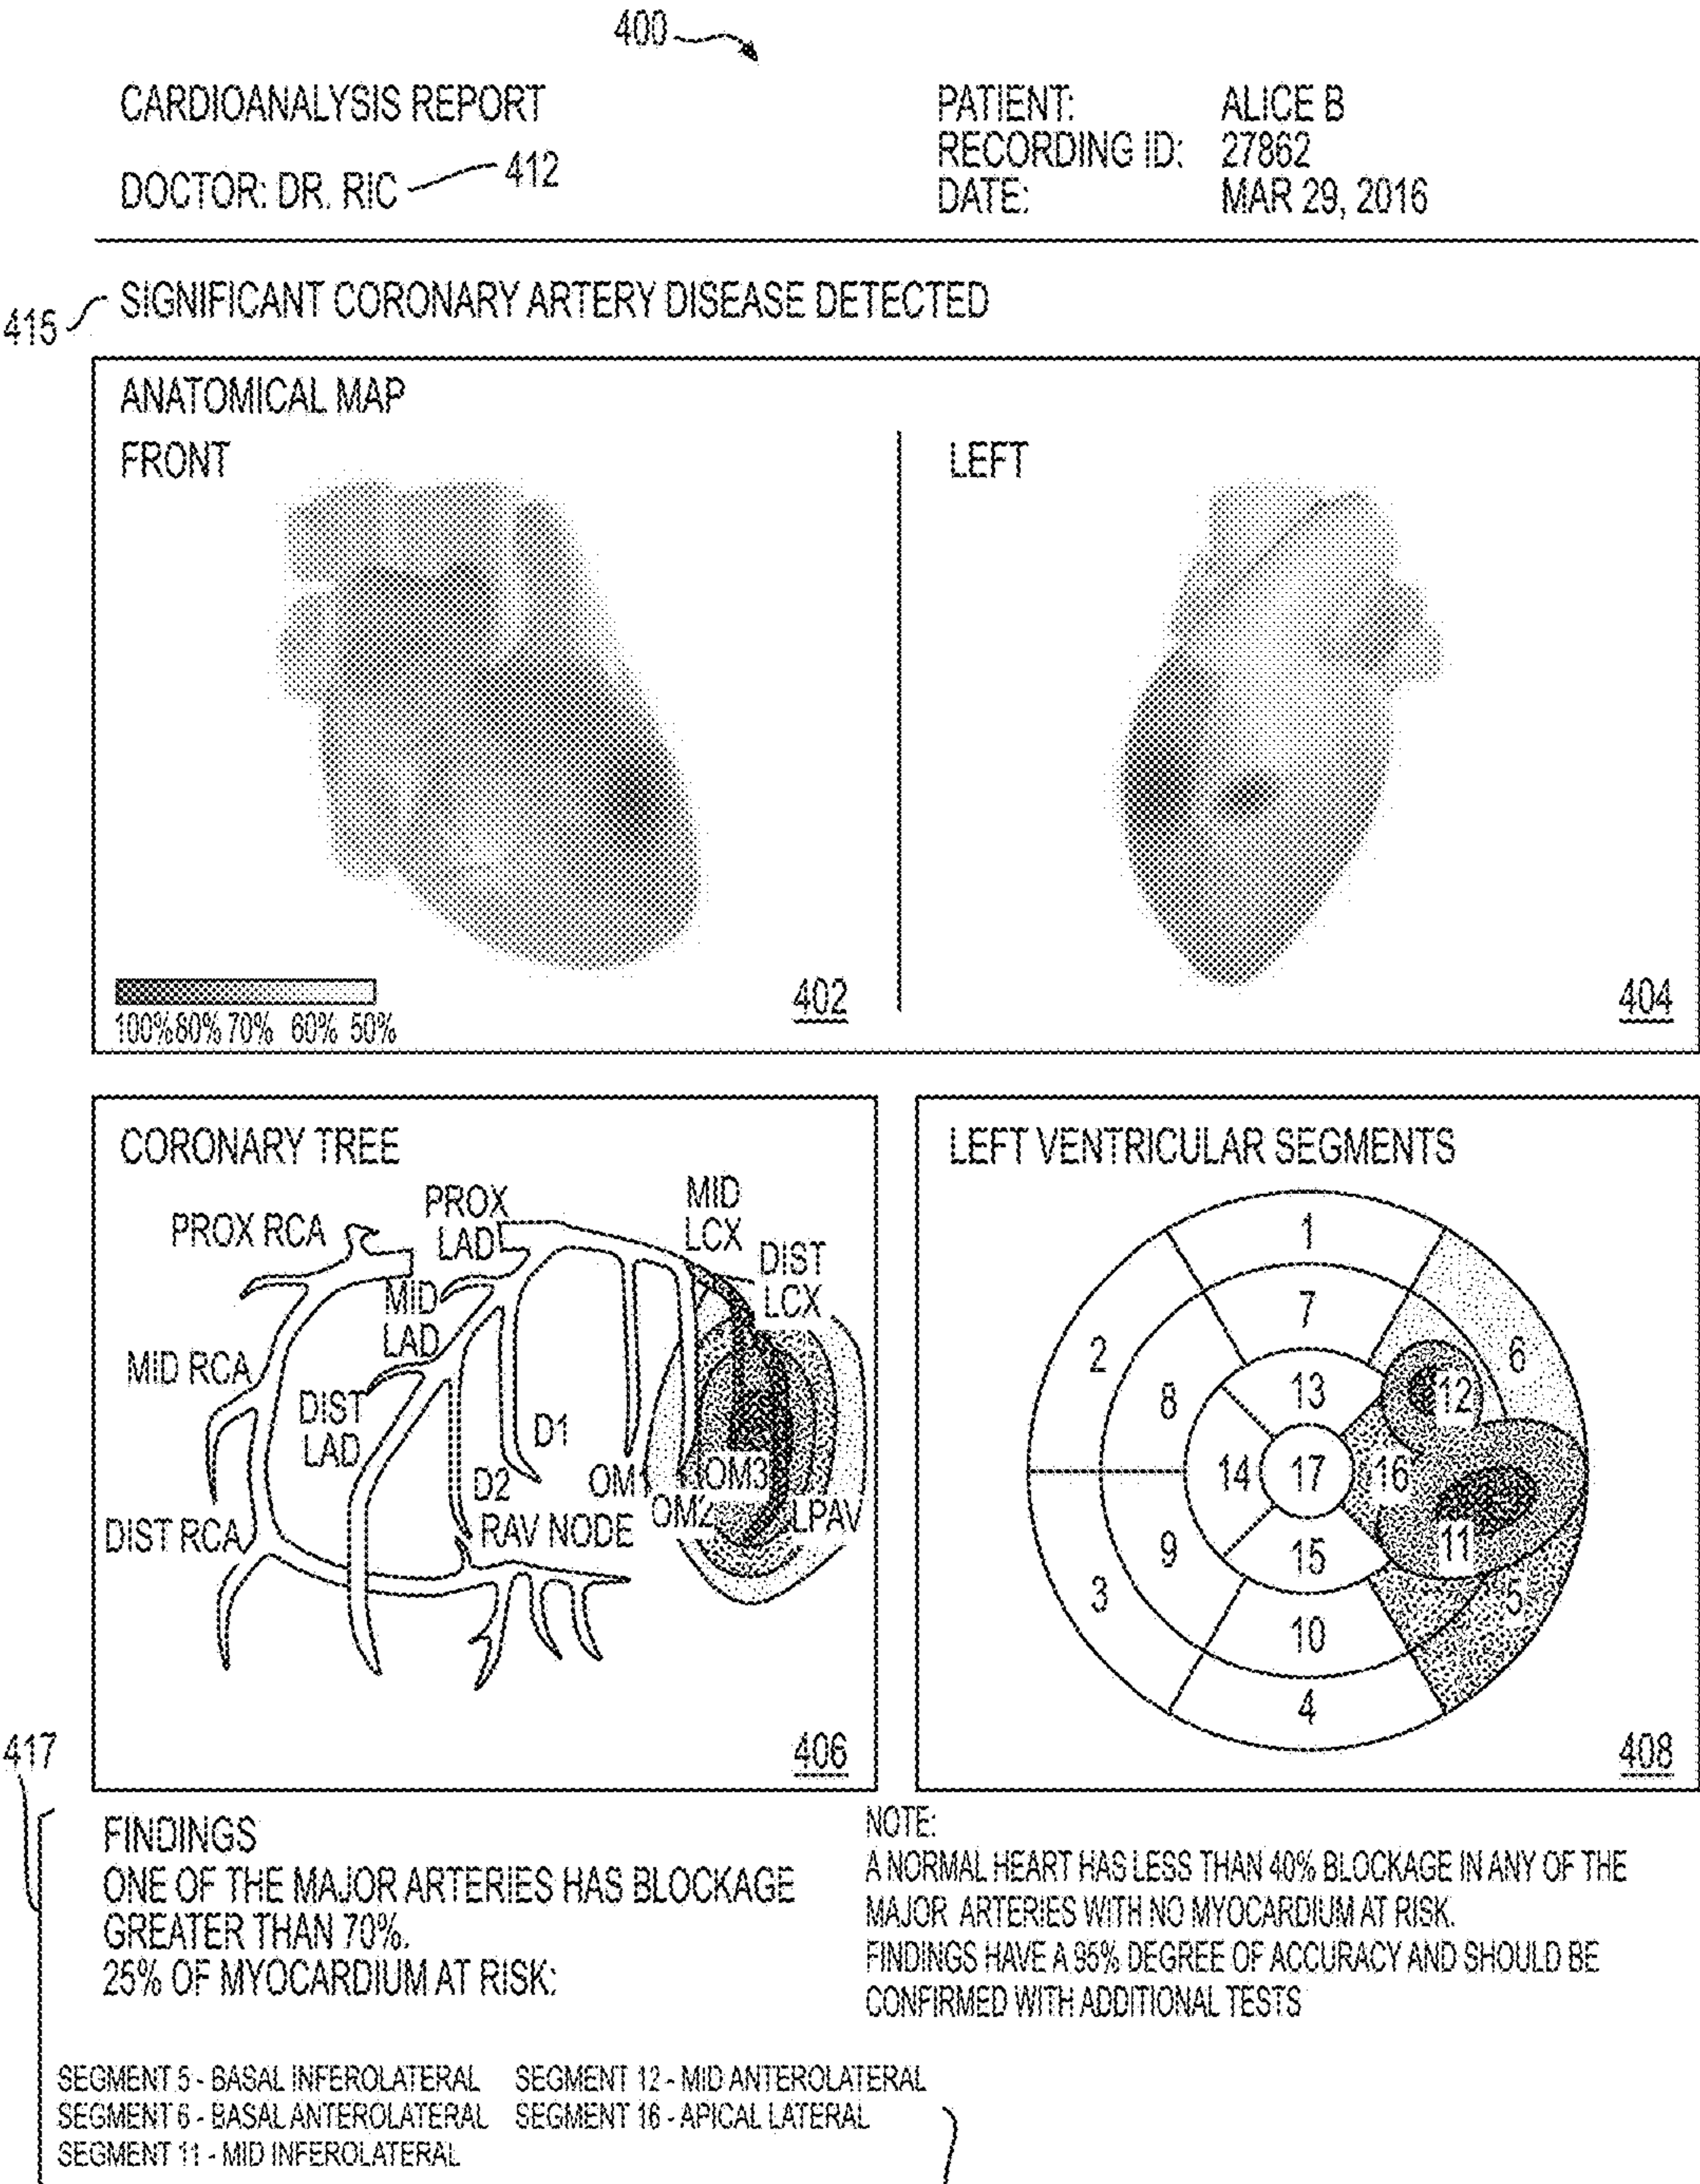 400
CARDIOANALYSIS REPORT
DOCTOR: DR. RIC
412
PATIENT: ALICE B
RECORDING ID: 27862
DATE: MAR 29, 2016
415
SIGNIFICANT CORONARY ARTERY DISEASE DETECTED
ANATOMICAL MAP
FRONT
LEFT
100% 80% 70% 60% 50%
402
404
CORONARY TREE
PROX RCA
PROX
LAD
MID
LCX
DIST
LCX
MID
LAD
MID RCA
DIST
LAD
D1
D2
OM1
OM2
OM3
LPAV
DIST RCA
RAV NODE
406
LEFT VENTRICULAR SEGMENTS
1
7
2
6
13
12
8
14
17
16
11
9
15
3
5
10
4
408
417
FINDINGS
ONE OF THE MAJOR ARTERIES HAS BLOCKAGE
GREATER THAN 70%.
25% OF MYOCARDIUM AT RISK:
NOTE:
A NORMAL HEART HAS LESS THAN 40% BLOCKAGE IN ANY OF THE
MAJOR ARTERIES WITH NO MYOCARDIUM AT RISK.
FINDINGS HAVE A 95% DEGREE OF ACCURACY AND SHOULD BE
CONFIRMED WITH ADDITIONAL TESTS
SEGMENT 5 - BASAL INFEROLATERAL SEGMENT 12 - MID ANTEROLATERAL
SEGMENT 6 - BASAL ANTEROLATERAL SEGMENT 16 - APICAL LATERAL
SEGMENT 11 - MID INFEROLATERAL